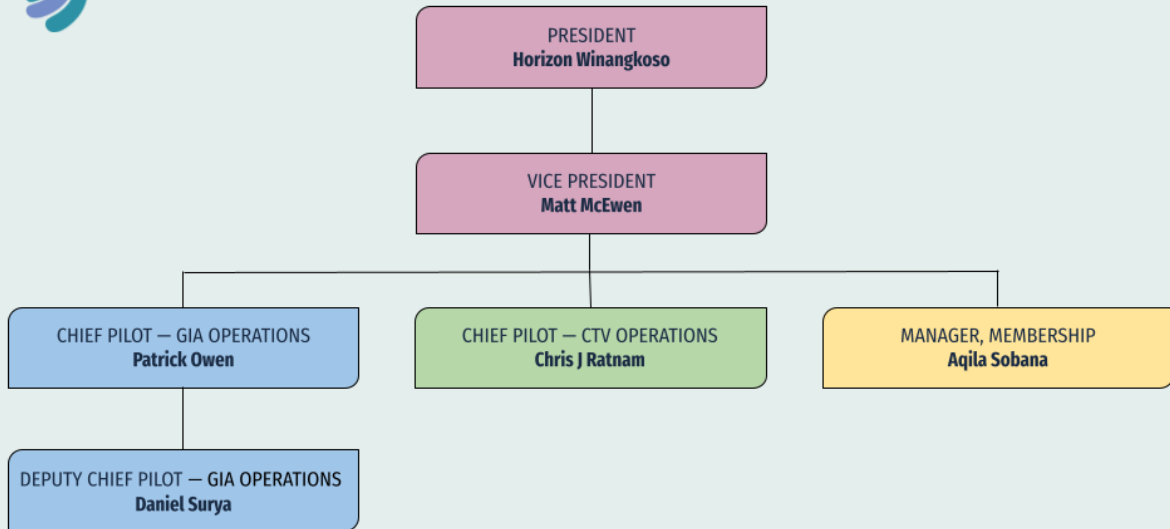 PRESIDENT
Horizon Winangkoso
VICE PRESIDENT
Matt McEwen
CHIEF PILOT — GIA OPERATIONS
Patrick Owen
CHIEF PILOT — CTV OPERATIONS
Chris J Ratnam
MANAGER, MEMBERSHIP
Aqila Sobana
DEPUTY CHIEF PILOT — GIA OPERATIONS
Daniel Surya